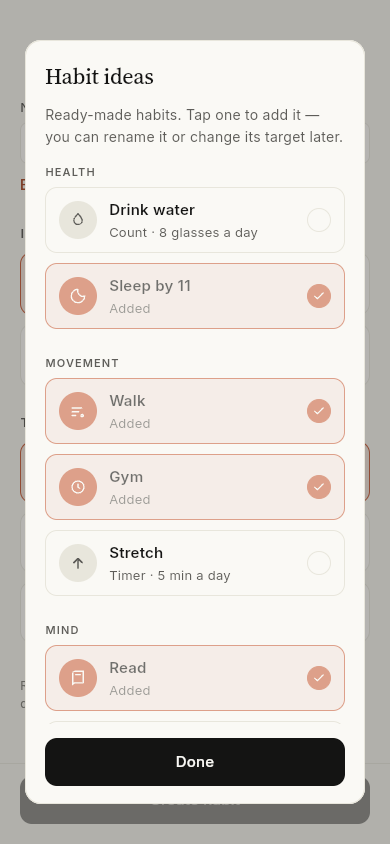 Habit ideas
Ready-made habits. Tap one to add it —
you can rename it or change its target later.
HEALTH
Drink water
Count · 8 glasses a day
Sleep by 11
Added
MOVEMENT
Walk
Added
Gym
Added
Stretch
Timer · 5 min a day
MIND
Read
Added
Done